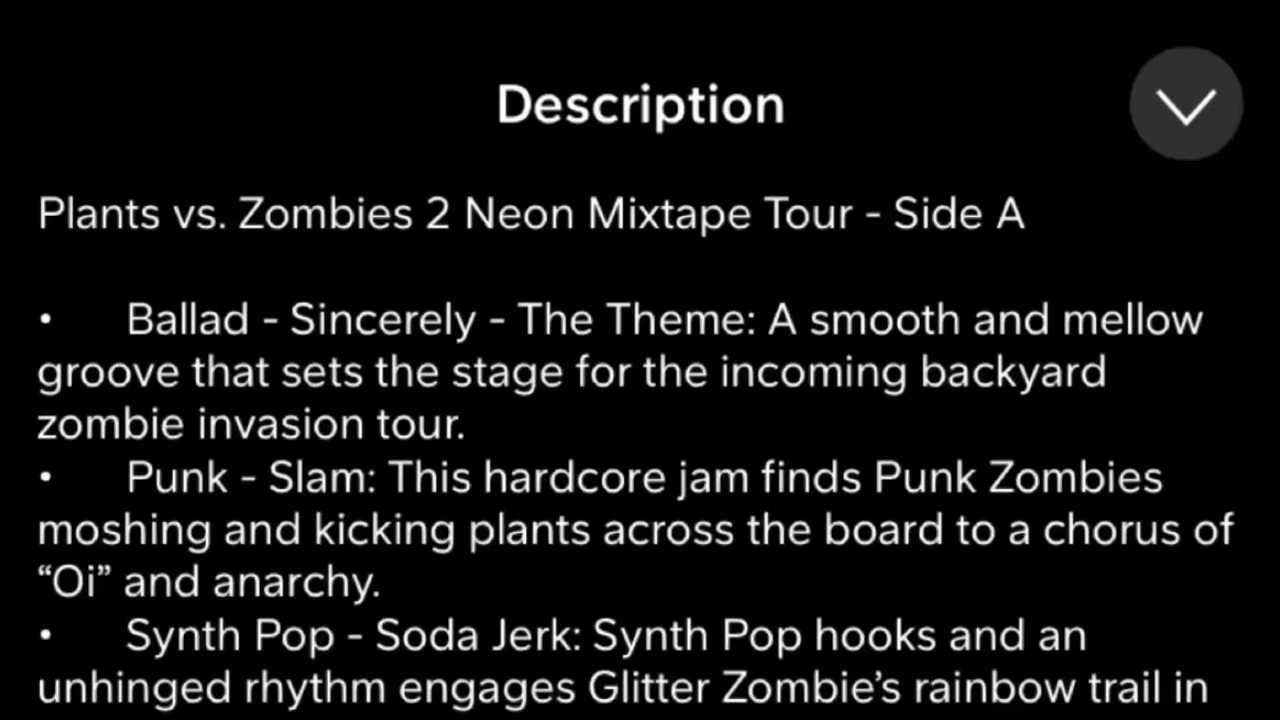 Description
Plants vs. Zombies 2 Neon Mixtape Tour - Side A
• Ballad - Sincerely - The Theme: A smooth and mellow
groove that sets the stage for the incoming backyard
zombie invasion tour.
• Punk - Slam: This hardcore jam finds Punk Zombies
moshing and kicking plants across the board to a chorus of
“Oi” and anarchy.
• Synth Pop - Soda Jerk: Synth Pop hooks and an
unhinged rhythm engages Glitter Zombie’s rainbow trail in